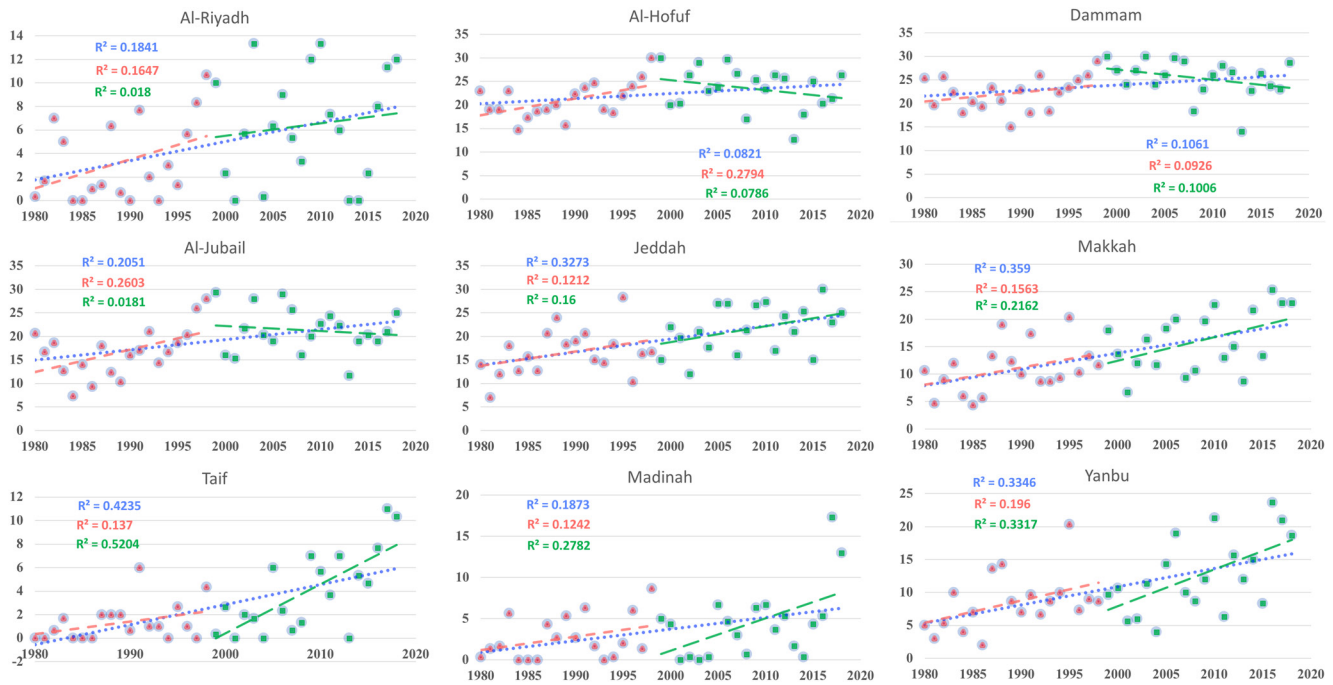 Al-Riyadh
14
12
10
8
6
4
2
0
R² = 0.1841
R² = 0.1647
R² = 0.018
1980 1985 1990 1995 2000 2005 2010 2015 2020
Al-Hofuf
35
30
25
20
15
10
5
0
R² = 0.0821
R² = 0.2794
R² = 0.0786
1980 1985 1990 1995 2000 2005 2010 2015 2020
Dammam
35
30
25
20
15
10
5
0
R² = 0.1061
R² = 0.0926
R² = 0.1006
1980 1985 1990 1995 2000 2005 2010 2015 2020
Al-Jubail
35
30
25
20
15
10
5
0
R² = 0.2051
R² = 0.2603
R² = 0.0181
1980 1985 1990 1995 2000 2005 2010 2015 2020
Jeddah
35
30
25
20
15
10
5
0
R² = 0.3273
R² = 0.1212
R² = 0.16
1980 1985 1990 1995 2000 2005 2010 2015 2020
Makkah
30
25
20
15
10
5
0
R² = 0.359
R² = 0.1563
R² = 0.2162
1980 1985 1990 1995 2000 2005 2010 2015 2020
Taif
12
10
8
6
4
2
0
-2
R² = 0.4235
R² = 0.137
R² = 0.5204
1980 1985 1990 1995 2000 2005 2010 2015 2020
Madinah
20
15
10
5
0
R² = 0.1873
R² = 0.1242
R² = 0.2782
1980 1985 1990 1995 2000 2005 2010 2015 2020
Yanbu
25
20
15
10
5
0
R² = 0.3346
R² = 0.196
R² = 0.3317
1980 1985 1990 1995 2000 2005 2010 2015 2020